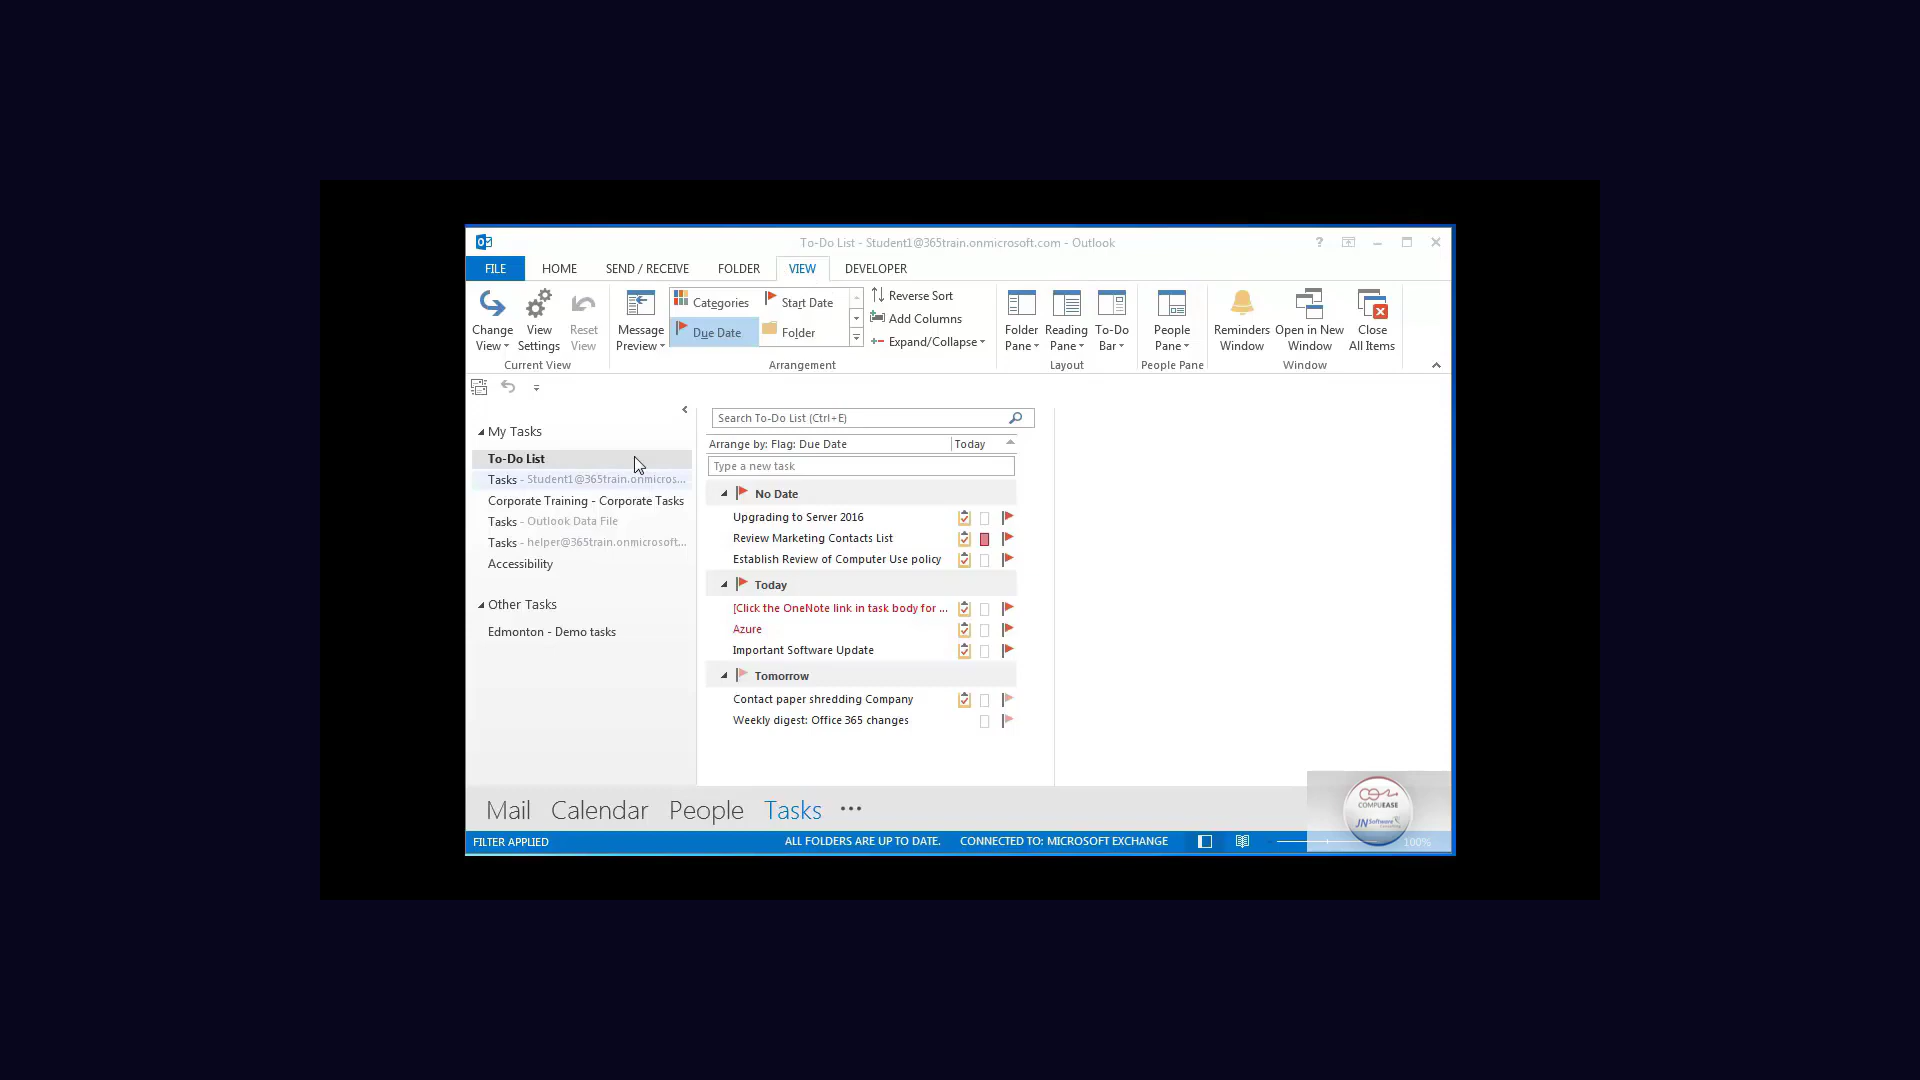 To-Do List - Student1@365train.onmicrosoft.com - Outlook
?
FILE HOME SEND / RECEIVE FOLDER VIEW DEVELOPER
Change View
View Settings
Reset View
Current View
Message Preview
Categories
Start Date
Due Date
Folder
Reverse Sort
Add Columns
Expand/Collapse
Arrangement
Folder Pane
Reading Pane
To-Do Bar
Layout
People Pane
People Pane
Reminders Window
Open in New Window
Close All Items
Window
My Tasks
To-Do List
Tasks - Student1@365train.onmicros...
Corporate Training - Corporate Tasks
Tasks - Outlook Data File
Tasks - helper@365train.onmicrosoft...
Accessibility
Other Tasks
Edmonton - Demo tasks
Search To-Do List (Ctrl+E)
Arrange by: Flag: Due Date Today
Type a new task
No Date
Upgrading to Server 2016
Review Marketing Contacts List
Establish Review of Computer Use policy
Today
[Click the OneNote link in task body for ...
Azure
Important Software Update
Tomorrow
Contact paper shredding Company
Weekly digest: Office 365 changes
Mail Calendar People Tasks •••
COMPUEASE
JNSoftware
FILTER APPLIED ALL FOLDERS ARE UP TO DATE. CONNECTED TO: MICROSOFT EXCHANGE 100%